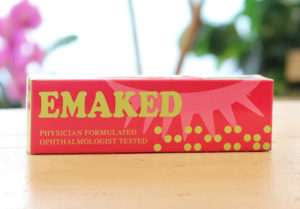 EMAKED
PHYSICIAN FORMULATED
OPHTHALMOLOGIST TESTED